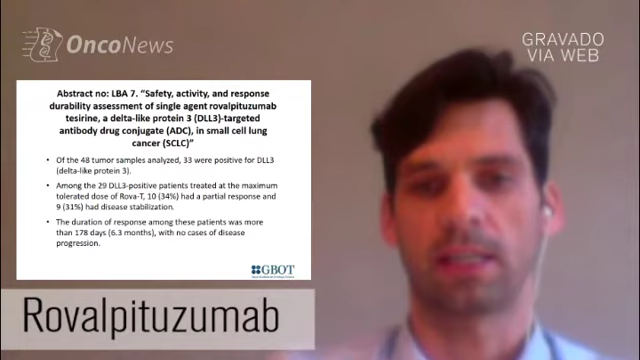 OncoNews
GRAVADO
VIA WEB
Abstract no: LBA 7. “Safety, activity, and response
durability assessment of single agent rovalpituzumab
tesirine, a delta-like protein 3 (DLL3)-targeted
antibody drug conjugate (ADC), in small cell lung
cancer (SCLC)”
• Of the 48 tumor samples analyzed, 33 were positive for DLL3
(delta-like protein 3).
• Among the 29 DLL3-positive patients treated at the maximum
tolerated dose of Rova-T, 10 (34%) had a partial response and
9 (31%) had disease stabilization.
• The duration of response among these patients was more
than 178 days (6.3 months), with no cases of disease
progression.
GBOT
Rovalpituzumab